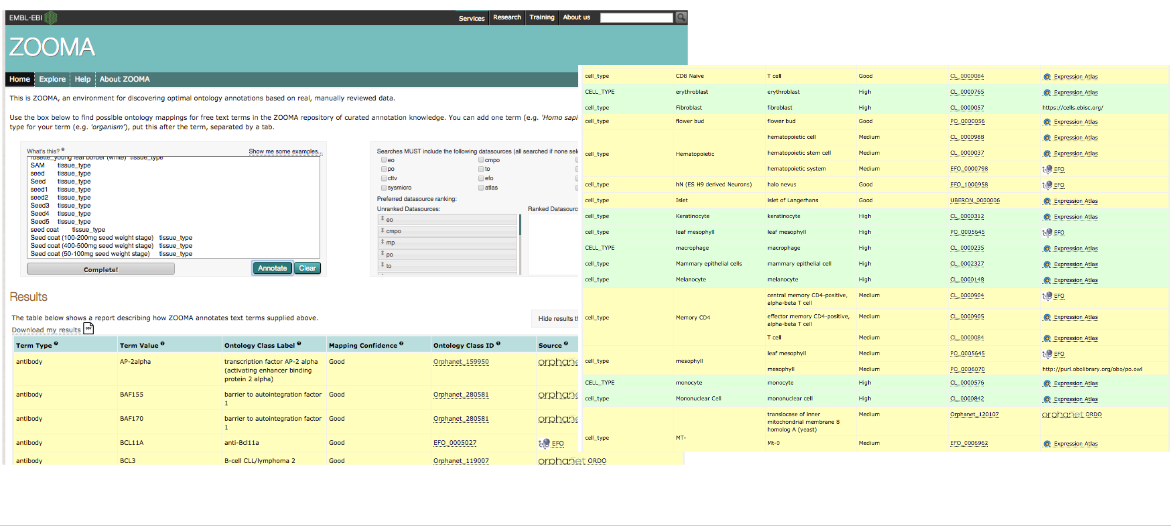 EMBL-EBI
Services Research Training About us
ZOOMA
Home Explore Help About ZOOMA
This is ZOOMA, an environment for discovering optimal ontology annotations based on real, manually reviewed data.
Use the box below to find possible ontology mappings for free text terms in the ZOOMA repository of curated annotation knowledge. You can add one term (e.g. 'Homo sapi
type for your term (e.g. 'organism'), put this after the term, separated by a tab.
What's this? Show me some examples...
rosette_young leaf border (white) tissue_type
SAM tissue_type
seed tissue_type
Seed tissue_type
seed1 tissue_type
seed2 tissue_type
Seed3 tissue_type
Seed4 tissue_type
Seed5 tissue_type
seed coat tissue_type
Seed coat (100-200mg seed weight stage) tissue_type
Seed coat (400-500mg seed weight stage) tissue_type
Seed coat (50-100mg seed weight stage) tissue_type
Complete! Annotate Clear
Searches MUST include the following datasources (all searched if none sel
eo cmpo
po to
cttv efo
sysmicro atlas
Preferred datasource ranking:
Unranked Datasources: Ranked Datasourc
eo
cmpo
mp
po
to
Results
The table below shows a report describing how ZOOMA annotates text terms supplied above.
Hide results th
Download my results
Term Type Term Value Ontology Class Label Mapping Confidence Ontology Class ID Source
antibody AP-2alpha transcription factor AP-2 alpha Good Orphanet_159950 orphanet
(activating enhancer binding
protein 2 alpha)
antibody BAF155 barrier to autointegration factor Good Orphanet_280581 orphanet
1
antibody BAF170 barrier to autointegration factor Good Orphanet_280581 orphanet
1
antibody BCL11A anti-Bcl11a Good EFO_0005027 EFO
antibody BCL3 B-cell CLL/lymphoma 2 Good Orphanet_119007 orphanet ORDO
cell_type CD8 Naive T cell Good CL_0000084 Expression Atlas
CELL_TYPE erythroblast erythroblast High CL_0000765 Expression Atlas
cell_type Fibroblast fibroblast High CL_0000057 https://cells.ebisc.org/
cell_type flower bud flower bud Good PO_0000056 Expression Atlas
hematopoietic cell Medium CL_0000988 Expression Atlas
cell_type Hematopoietic hematopoietic stem cell Medium CL_0000037 Expression Atlas
hematopoietic system Medium EFO_0000798 EFO
cell_type hN (ES H9 derived Neurons) halo nevus Good EFO_1000958 EFO
cell_type Islet islet of Langerhans Good UBERON_0000006 Expression Atlas
cell_type Keratinocyte keratinocyte High CL_0000312 Expression Atlas
cell_type leaf mesophyll leaf mesophyll High PO_0005645 EFO
CELL_TYPE macrophage macrophage High CL_0000235 Expression Atlas
cell_type Mammary epithelial cells mammary epithelial cell High CL_0002327 Expression Atlas
cell_type Melanocyte melanocyte High CL_0000148 Expression Atlas
central memory CD4-positive, Medium CL_0000904 EFO
alpha-beta T cell
cell_type Memory CD4 effector memory CD4-positive, Medium CL_0000905 Expression Atlas
alpha-beta T cell
T cell Medium CL_0000084 Expression Atlas
leaf mesophyll Medium PO_0005645 EFO
cell_type mesophyll
mesophyll Medium PO_0006070 http://purl.obolibrary.org/obo/po.owl
CELL_TYPE monocyte monocyte High CL_0000576 Expression Atlas
cell_type Mononuclear Cell mononuclear cell High CL_0000842 Expression Atlas
translocase of inner Medium Orphanet_120107 orphanet ORDO
mitochondrial membrane 8
homolog A (yeast)
cell_type MT-
Mt-0 Medium EFO_0006962 Expression Atlas